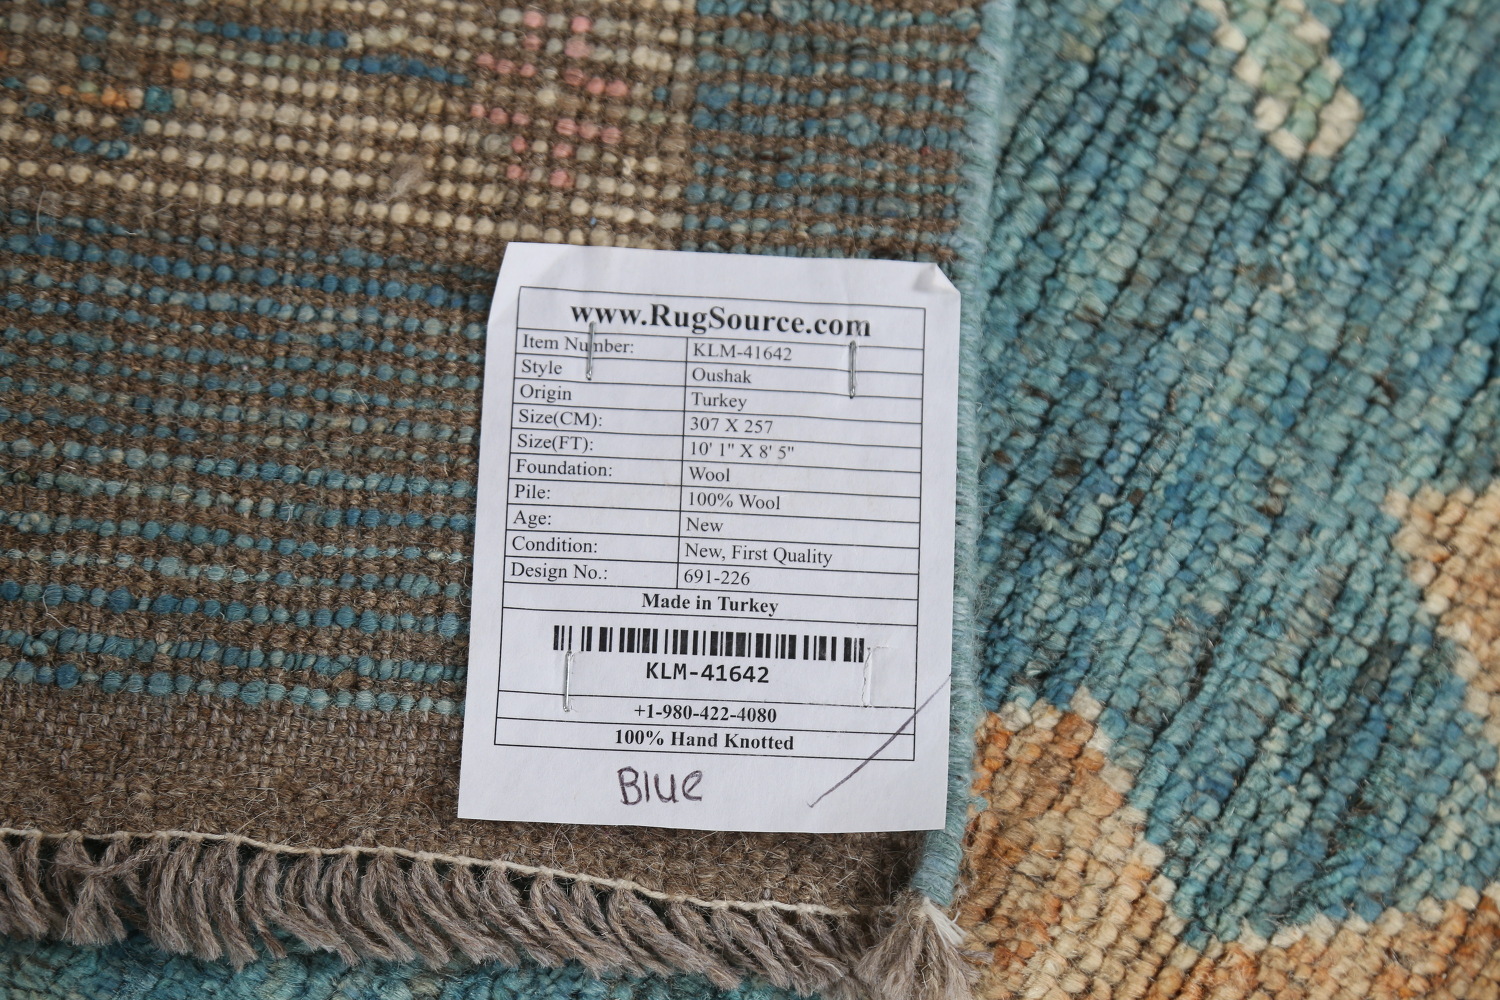 www.RugSource.com
Item Number: KLM-41642
Style Oushak
Origin Turkey
Size(CM): 307 X 257
Size(FT): 10' 1" X 8' 5"
Foundation: Wool
Pile: 100% Wool
Age: New
Condition: New, First Quality
Design No.: 691-226
Made in Turkey
KLM-41642
+1-980-422-4080
100% Hand Knotted
Blue